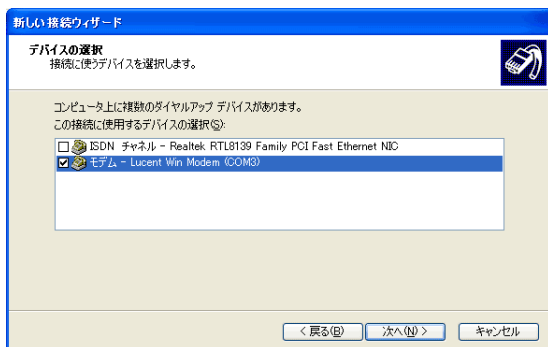 新しい接続ウィザード
デバイスの選択
接続に使うデバイスを選択します。
コンピュータ上に複数のダイヤルアップ デバイスがあります。
この接続に使用するデバイスの選択(S):
ISDN チャネル - Realtek RTL8139 Family PCI Fast Ethernet NIC
モデム - Lucent Win Modem (COM3)
< 戻る(B) 次へ(N) > キャンセル